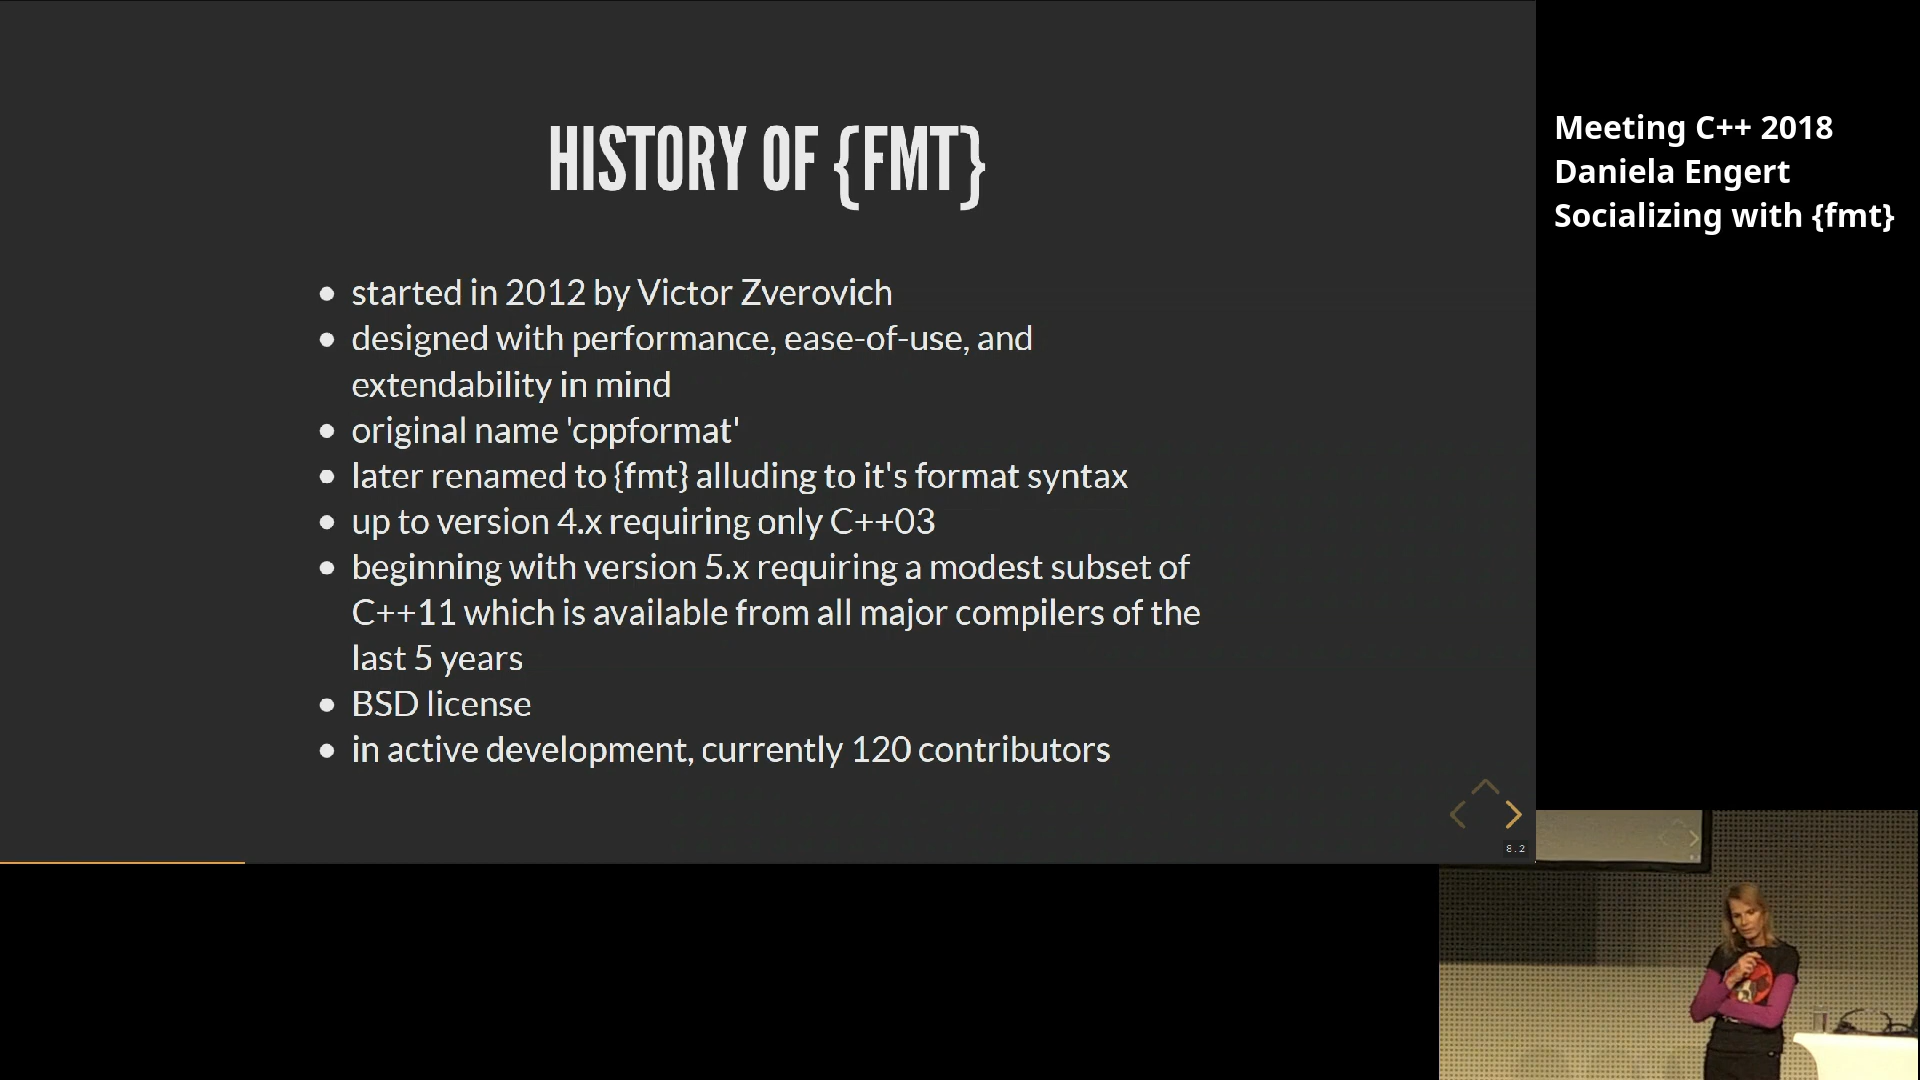 HISTORY OF {FMT}
started in 2012 by Victor Zverovich
designed with performance, ease-of-use, and
extendability in mind
original name 'cppformat'
later renamed to {fmt} alluding to it's format syntax
up to version 4.x requiring only C++03
beginning with version 5.x requiring a modest subset of
C++11 which is available from all major compilers of the
last 5 years
BSD license
in active development, currently 120 contributors
8.2
Meeting C++ 2018
Daniela Engert
Socializing with {fmt}